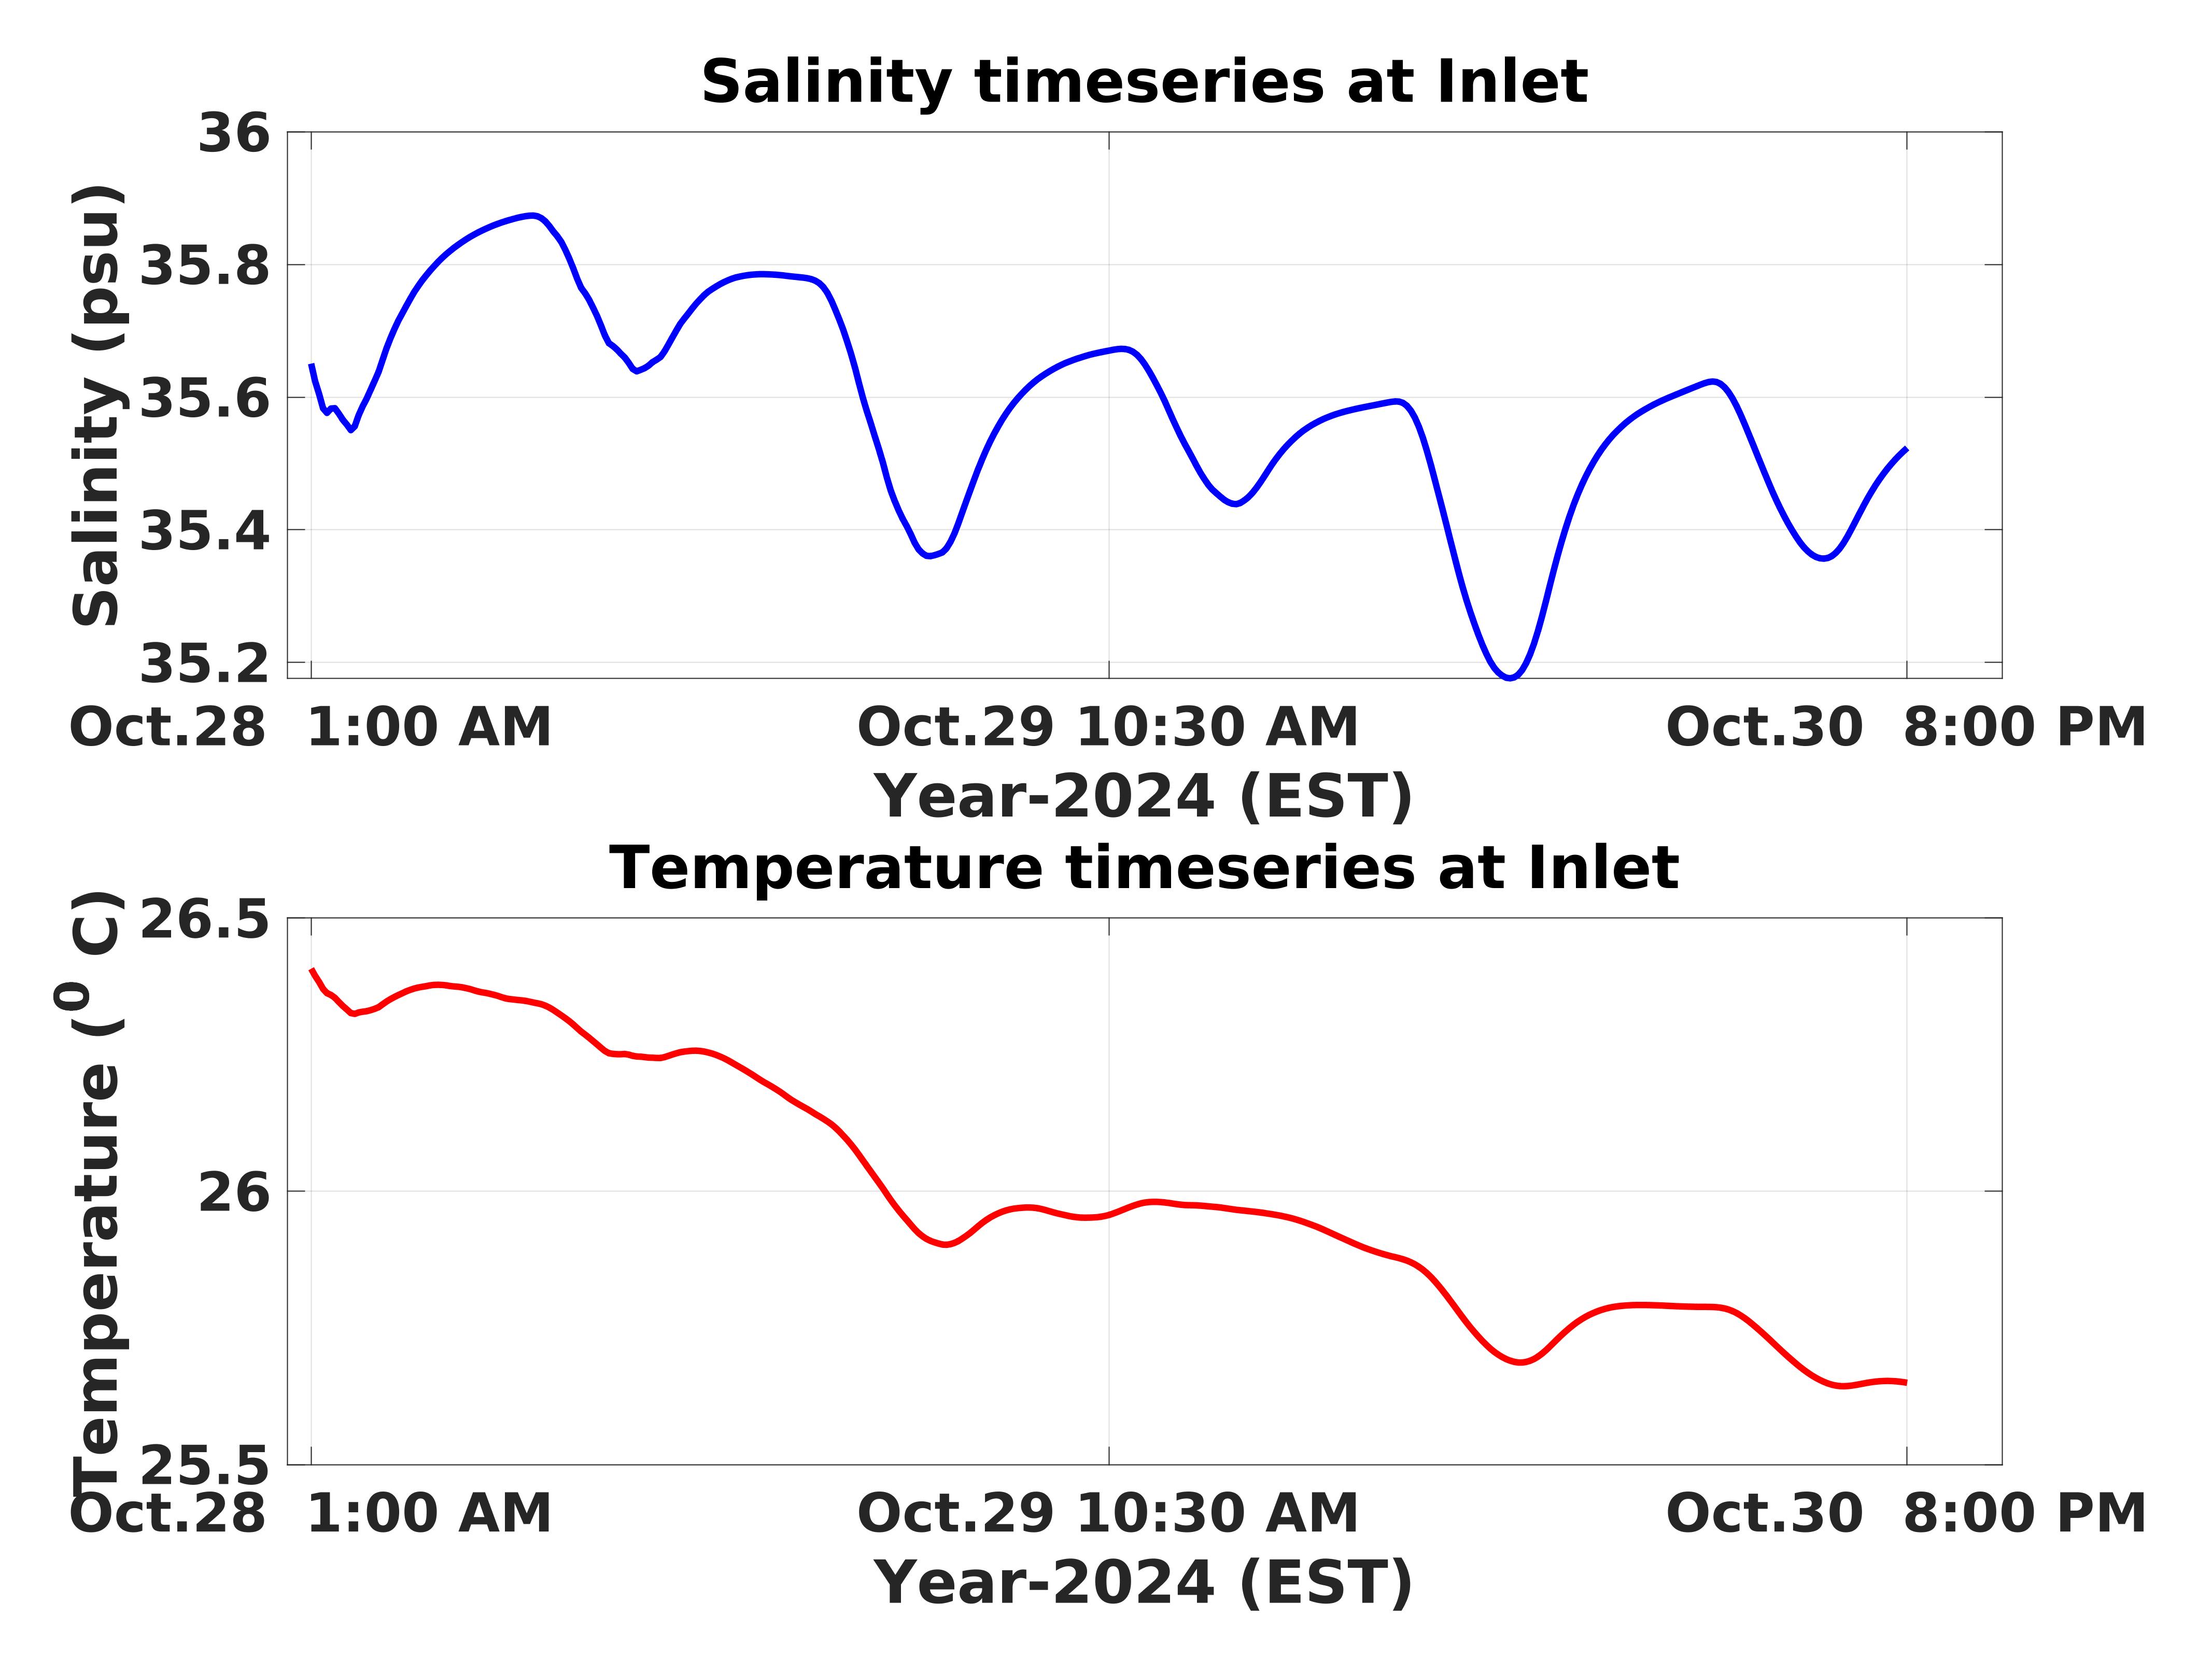 Salinity timeseries at Inlet
36
35.8
35.6
35.4
35.2
Salinity (psu)
Oct.28 1:00 AM Oct.29 10:30 AM Oct.30 8:00 PM
Year-2024 (EST)
Temperature timeseries at Inlet
26.5
26
25.5
Temperature (⁰ C)
Oct.28 1:00 AM Oct.29 10:30 AM Oct.30 8:00 PM
Year-2024 (EST)